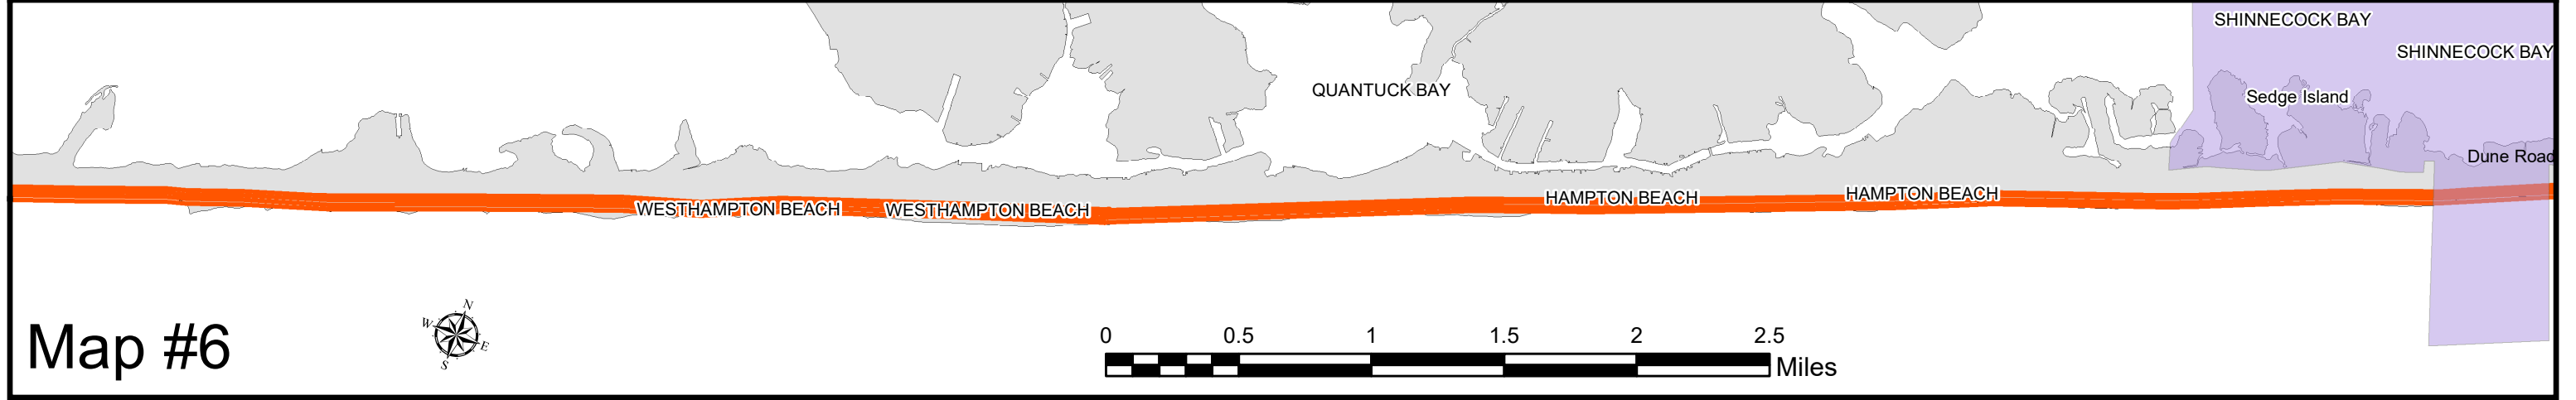 SHINNECOCK BAY
SHINNECOCK BAY
QUANTUCK BAY
Sedge Island
Dune Road
WESTHAMPTON BEACH
WESTHAMPTON BEACH
HAMPTON BEACH
HAMPTON BEACH
Map #6
N
W
E
S
0 0.5 1 1.5 2 2.5
Miles